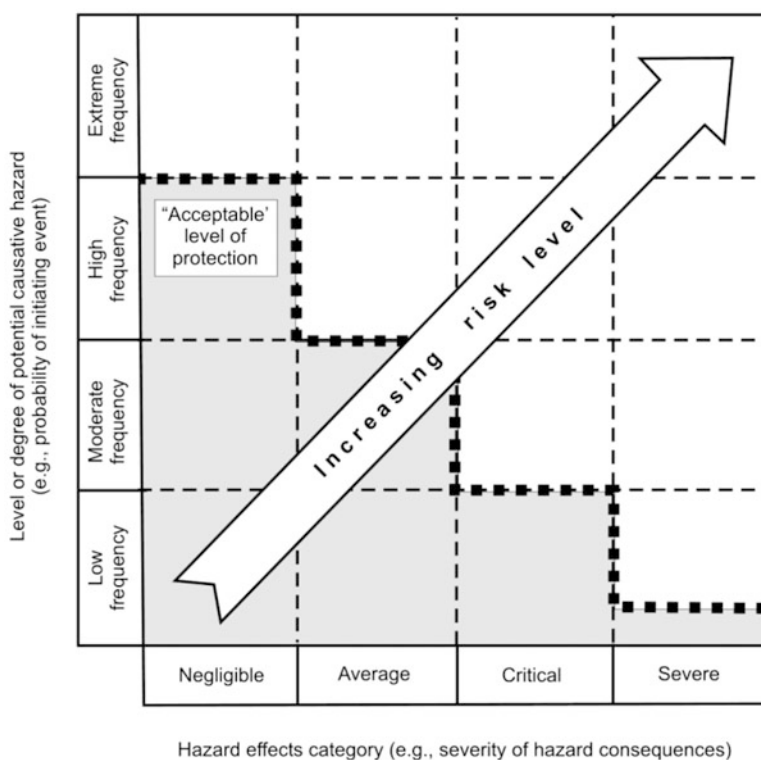 Level or degree of potential causative hazard
(e.g., probability of initiating event)
Extreme
frequency
High
frequency
Moderate
frequency
Low
frequency
“Acceptable’
level of
protection
Increasing risk level
Negligible
Average
Critical
Severe
Hazard effects category (e.g., severity of hazard consequences)